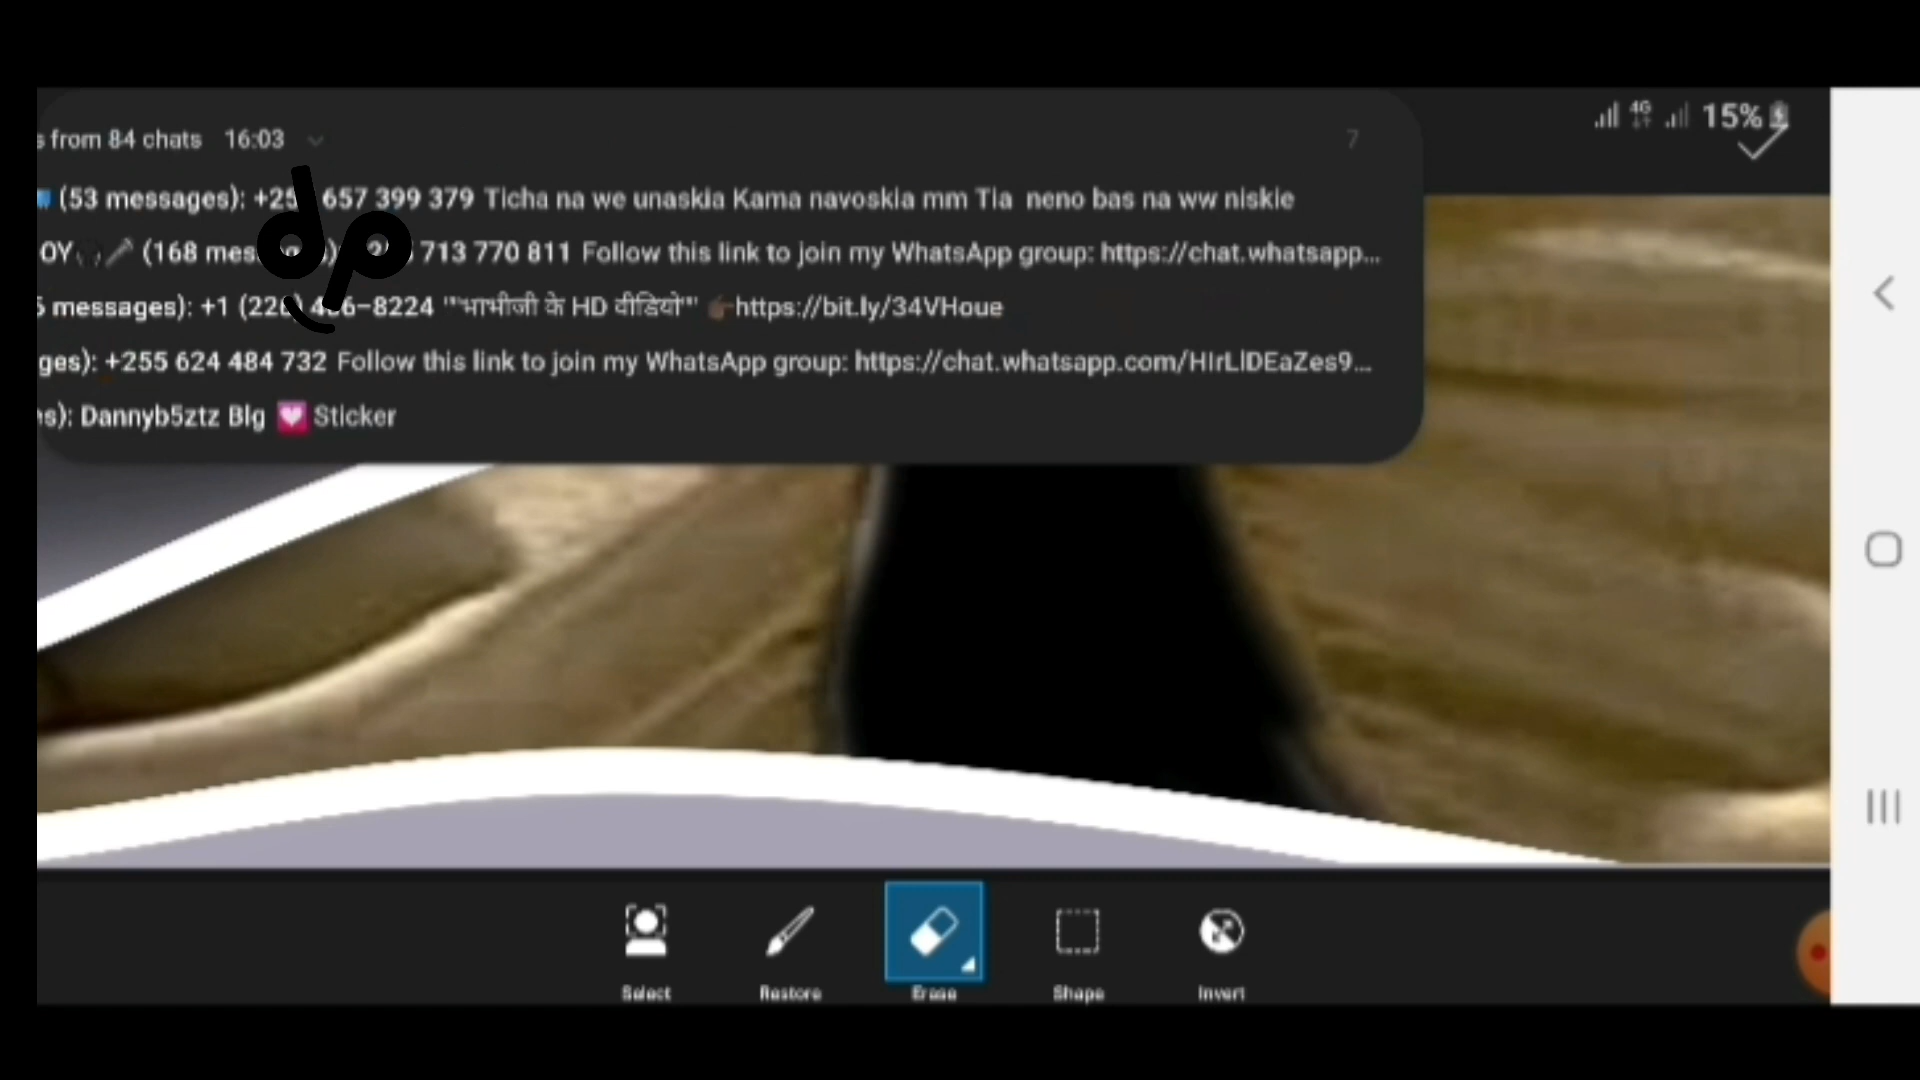 s from 84 chats 16:03 7
4G 15%
(53 messages): +25 657 399 379 Ticha na we unaskia Kama navoskia mm Tia neno bas na ww niskie
OY (168 mes 713 770 811 Follow this link to join my WhatsApp group: https://chat.whatsapp...
messages): +1 (22 6-8224 ""भाभीजी के HD वीडियो"" https://bit.ly/34VHoue
ges): +255 624 484 732 Follow this link to join my WhatsApp group: https://chat.whatsapp.com/HIrLIDEaZes9...
s): Dannyb5ztz Blg Sticker
dp
Select Restore Erase Shape Invert